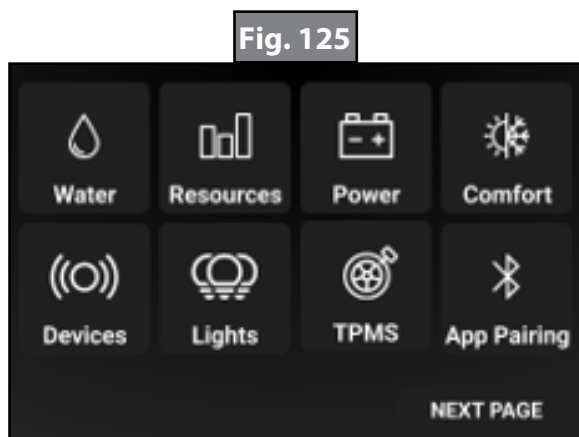 Fig. 125
Water Resources Power Comfort
Devices Lights TPMS App Pairing
NEXT PAGE